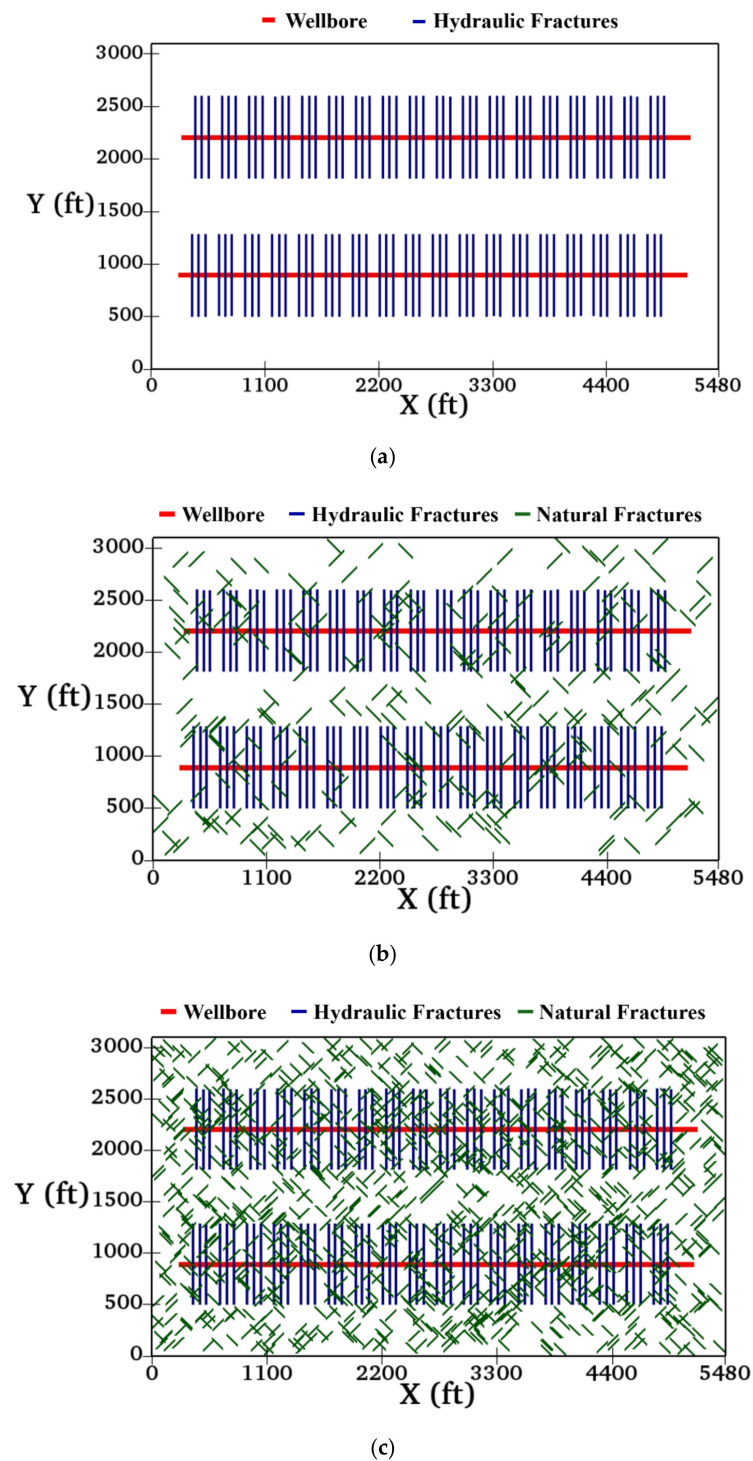 Wellbore Hydraulic Fractures
3000
2500
2000
Y (ft) 1500
1000
500
0
0 1100 2200 3300 4400 5480
X (ft)
(a)
Wellbore Hydraulic Fractures Natural Fractures
3000
2500
2000
Y (ft) 1500
1000
500
0
0 1100 2200 3300 4400 5480
X (ft)
(b)
Wellbore Hydraulic Fractures Natural Fractures
3000
2500
2000
Y (ft) 1500
1000
500
0
0 1100 2200 3300 4400 5480
X (ft)
(c)